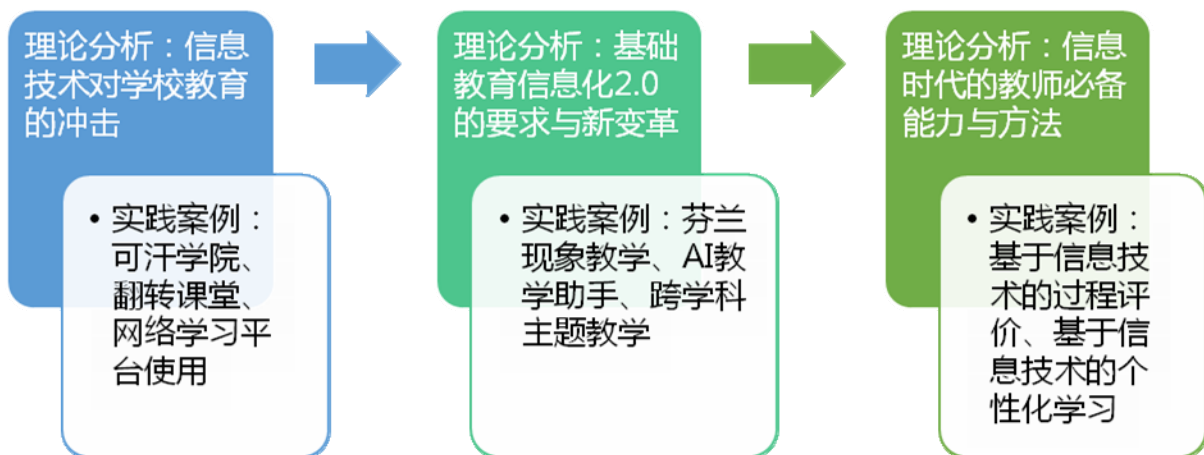 理论分析：信息
技术对学校教育
的冲击
• 实践案例：
可汗学院、
翻转课堂、
网络学习平
台使用
理论分析：基础
教育信息化2.0
的要求与新变革
• 实践案例：芬兰
现象教学、AI教
学助手、跨学科
主题教学
理论分析：信息
时代的教师必备
能力与方法
• 实践案例：
基于信息技
术的过程评
价、基于信
息技术的个
性化学习